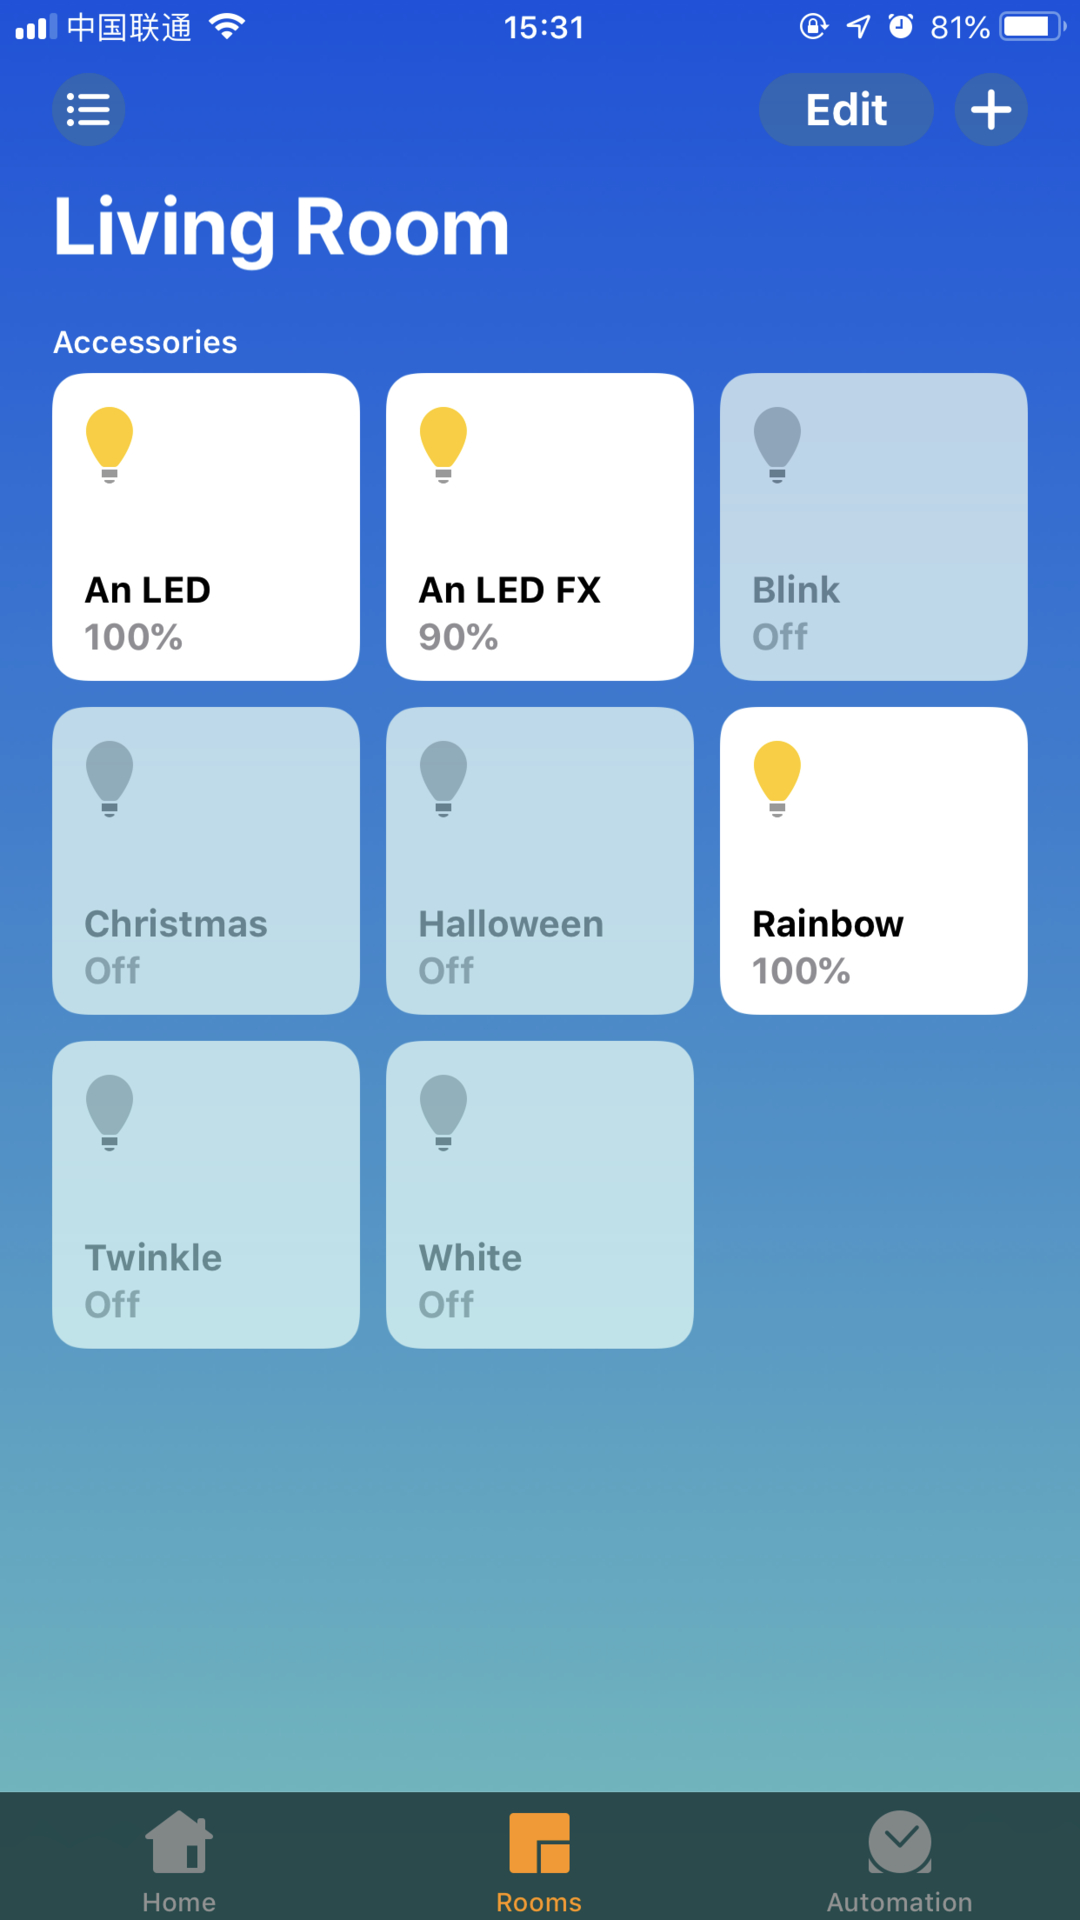 中国联通 15:31 81%
Edit
Living Room
Accessories
An LED
100%
An LED FX
90%
Blink
Off
Christmas
Off
Halloween
Off
Rainbow
100%
Twinkle
Off
White
Off
Home Rooms Automation